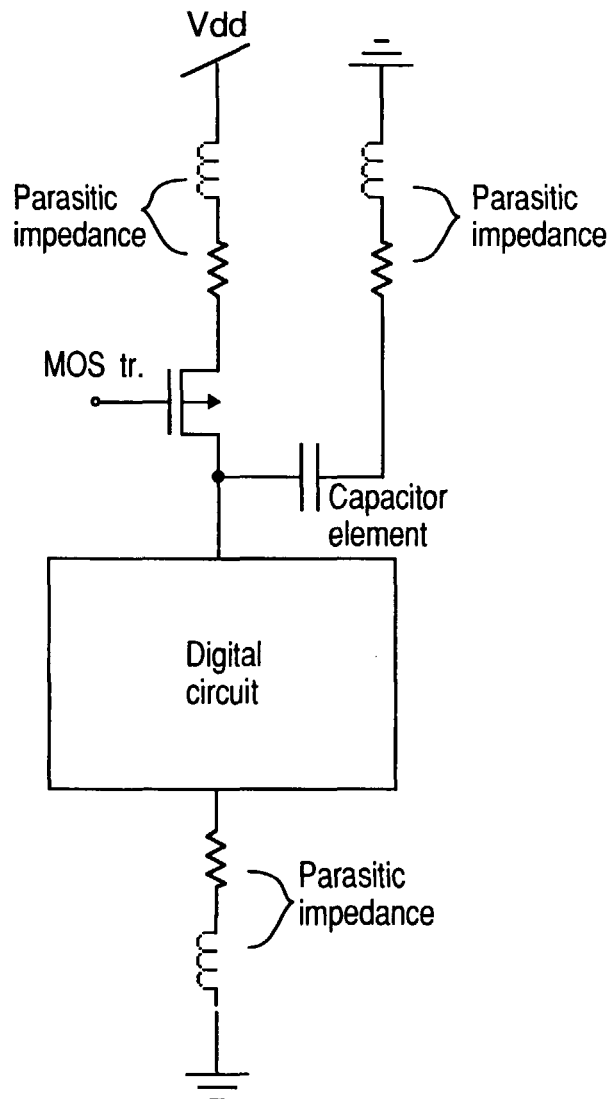 Vdd
Parasitic
impedance
Parasitic
impedance
MOS tr.
Capacitor
element
Digital
circuit
Parasitic
impedance